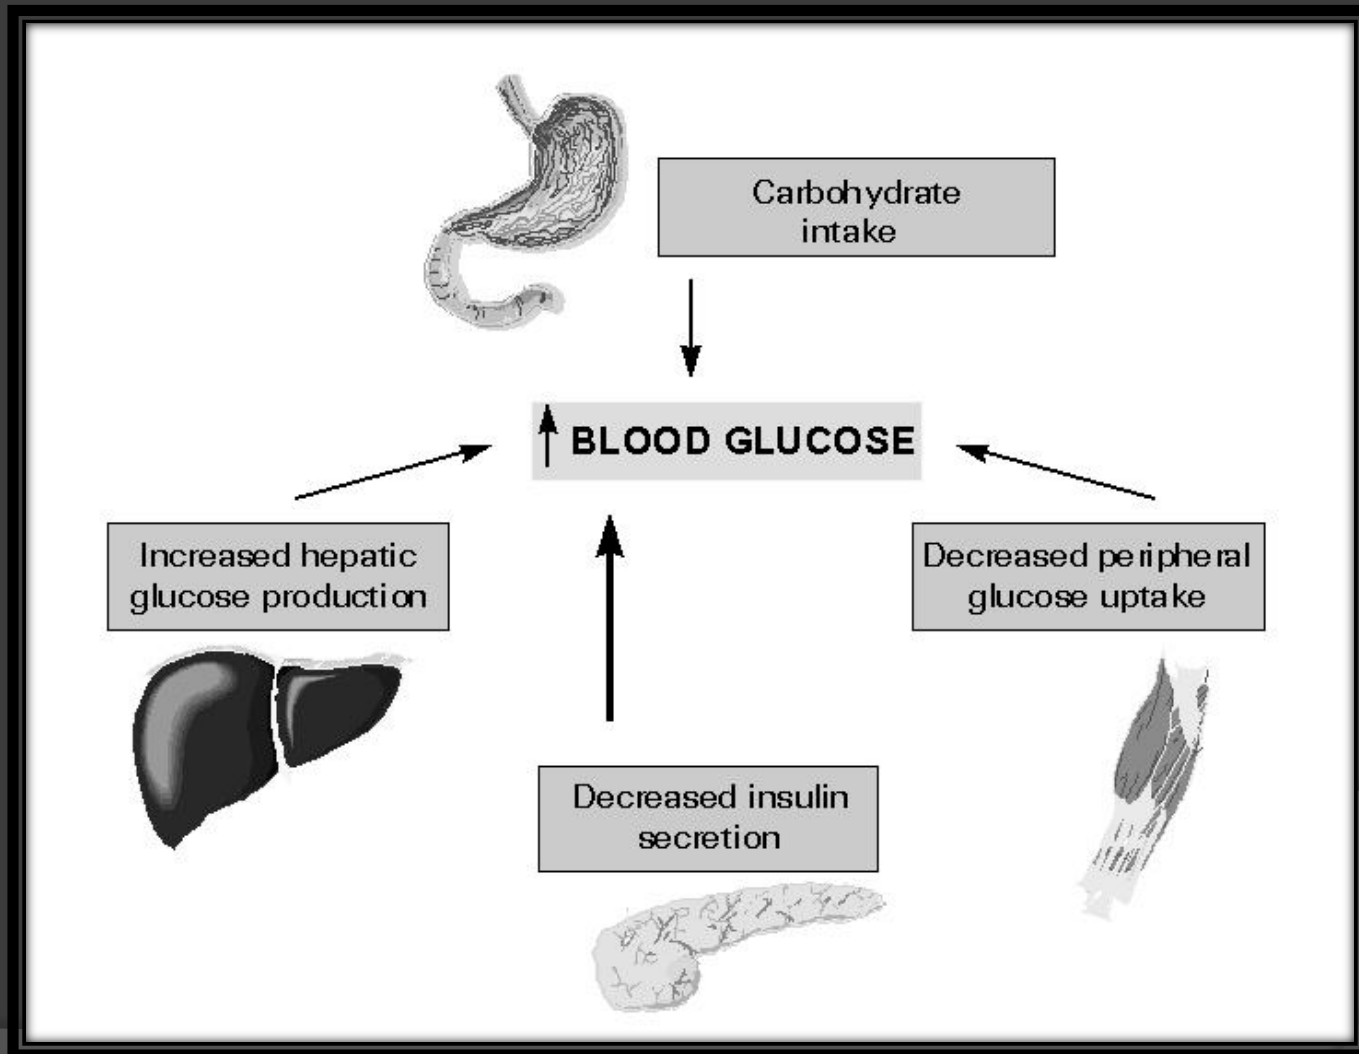 Carbohydrate
intake
↑ BLOOD GLUCOSE
Increased hepatic
glucose production
Decreased peripheral
glucose uptake
Decreased insulin
secretion